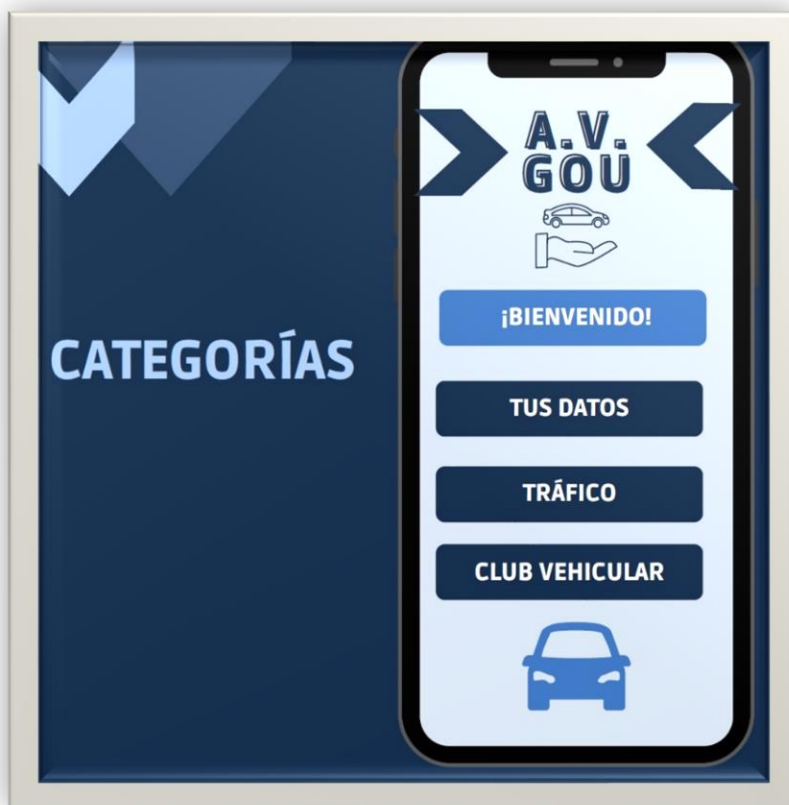 CATEGORÍAS
A.V.
GOU
¡BIENVENIDO!
TUS DATOS
TRÁFICO
CLUB VEHICULAR